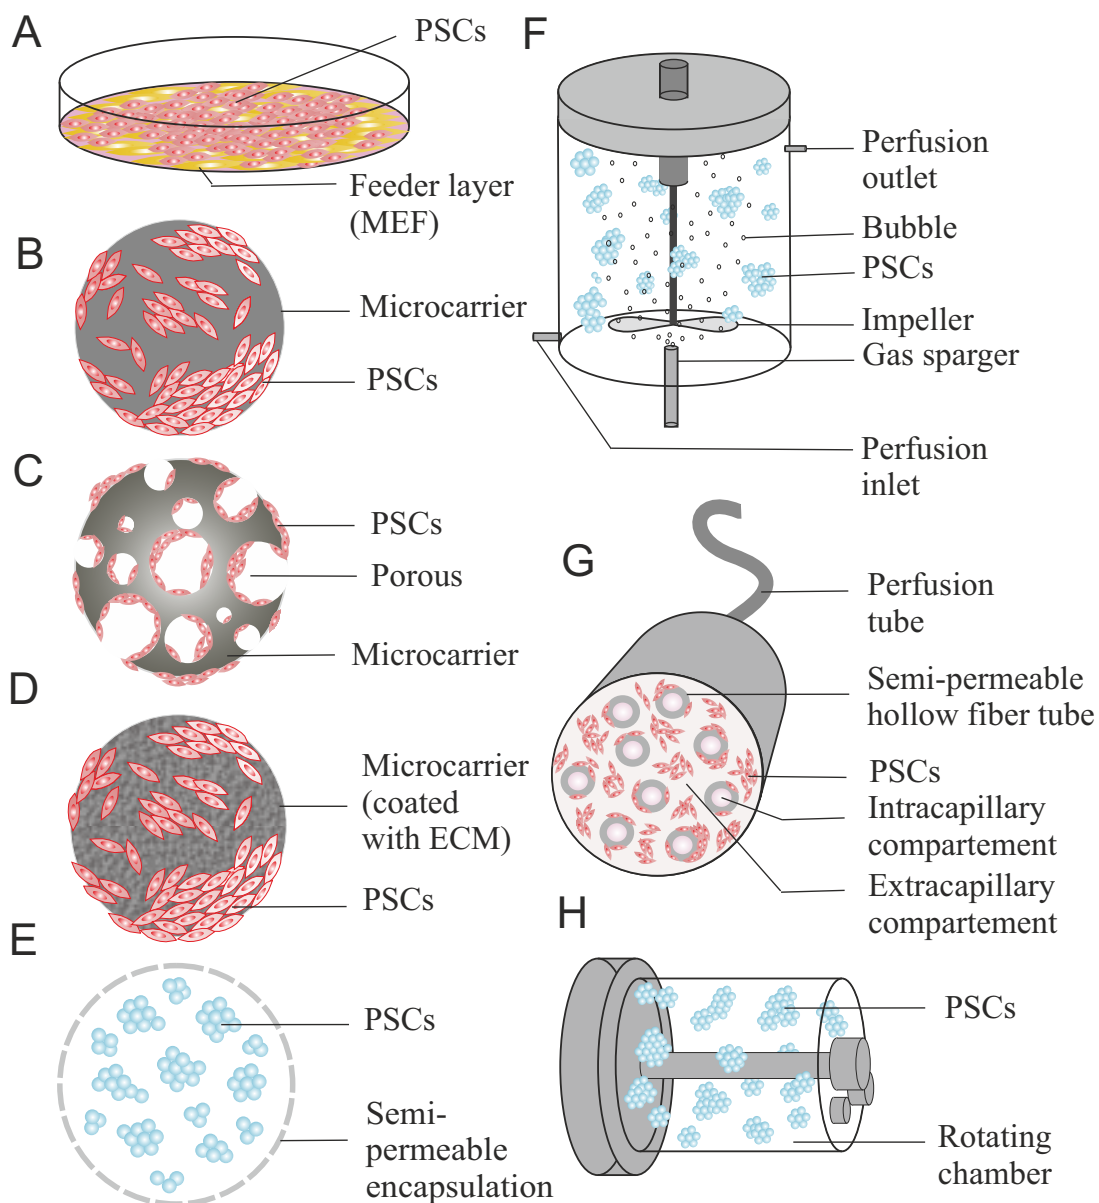 A
PSCs
Feeder layer
(MEF)
B
Microcarrier
PSCs
C
PSCs
Porous
Microcarrier
D
Microcarrier
(coated
with ECM)
PSCs
E
PSCs
Semi-
permeable
encapsulation
F
Perfusion
outlet
Bubble
PSCs
Impeller
Gas sparger
Perfusion
inlet
G
Perfusion
tube
Semi-permeable
hollow fiber tube
PSCs
Intracapillary
compartement
Extracapillary
compartement
H
PSCs
Rotating
chamber